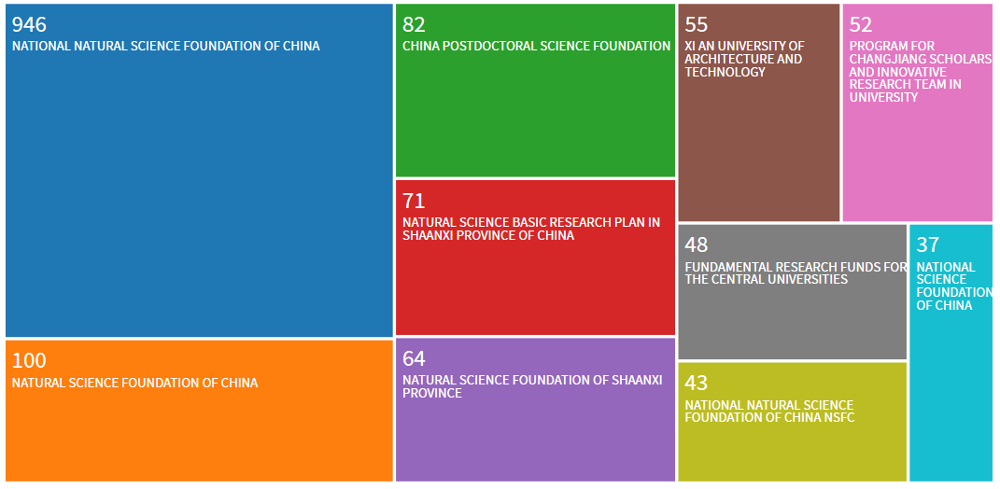 946
NATIONAL NATURAL SCIENCE FOUNDATION OF CHINA
100
NATURAL SCIENCE FOUNDATION OF CHINA
82
CHINA POSTDOCTORAL SCIENCE FOUNDATION
71
NATURAL SCIENCE BASIC RESEARCH PLAN IN
SHAANXI PROVINCE OF CHINA
64
NATURAL SCIENCE FOUNDATION OF SHAANXI
PROVINCE
55
XI AN UNIVERSITY OF
ARCHITECTURE AND
TECHNOLOGY
52
PROGRAM FOR
CHANGJIANG SCHOLARS
AND INNOVATIVE
RESEARCH TEAM IN
UNIVERSITY
48
FUNDAMENTAL RESEARCH FUNDS FOR
THE CENTRAL UNIVERSITIES
43
NATIONAL NATURAL SCIENCE
FOUNDATION OF CHINA NSFC
37
NATIONAL
SCIENCE
FOUNDATION
OF CHINA